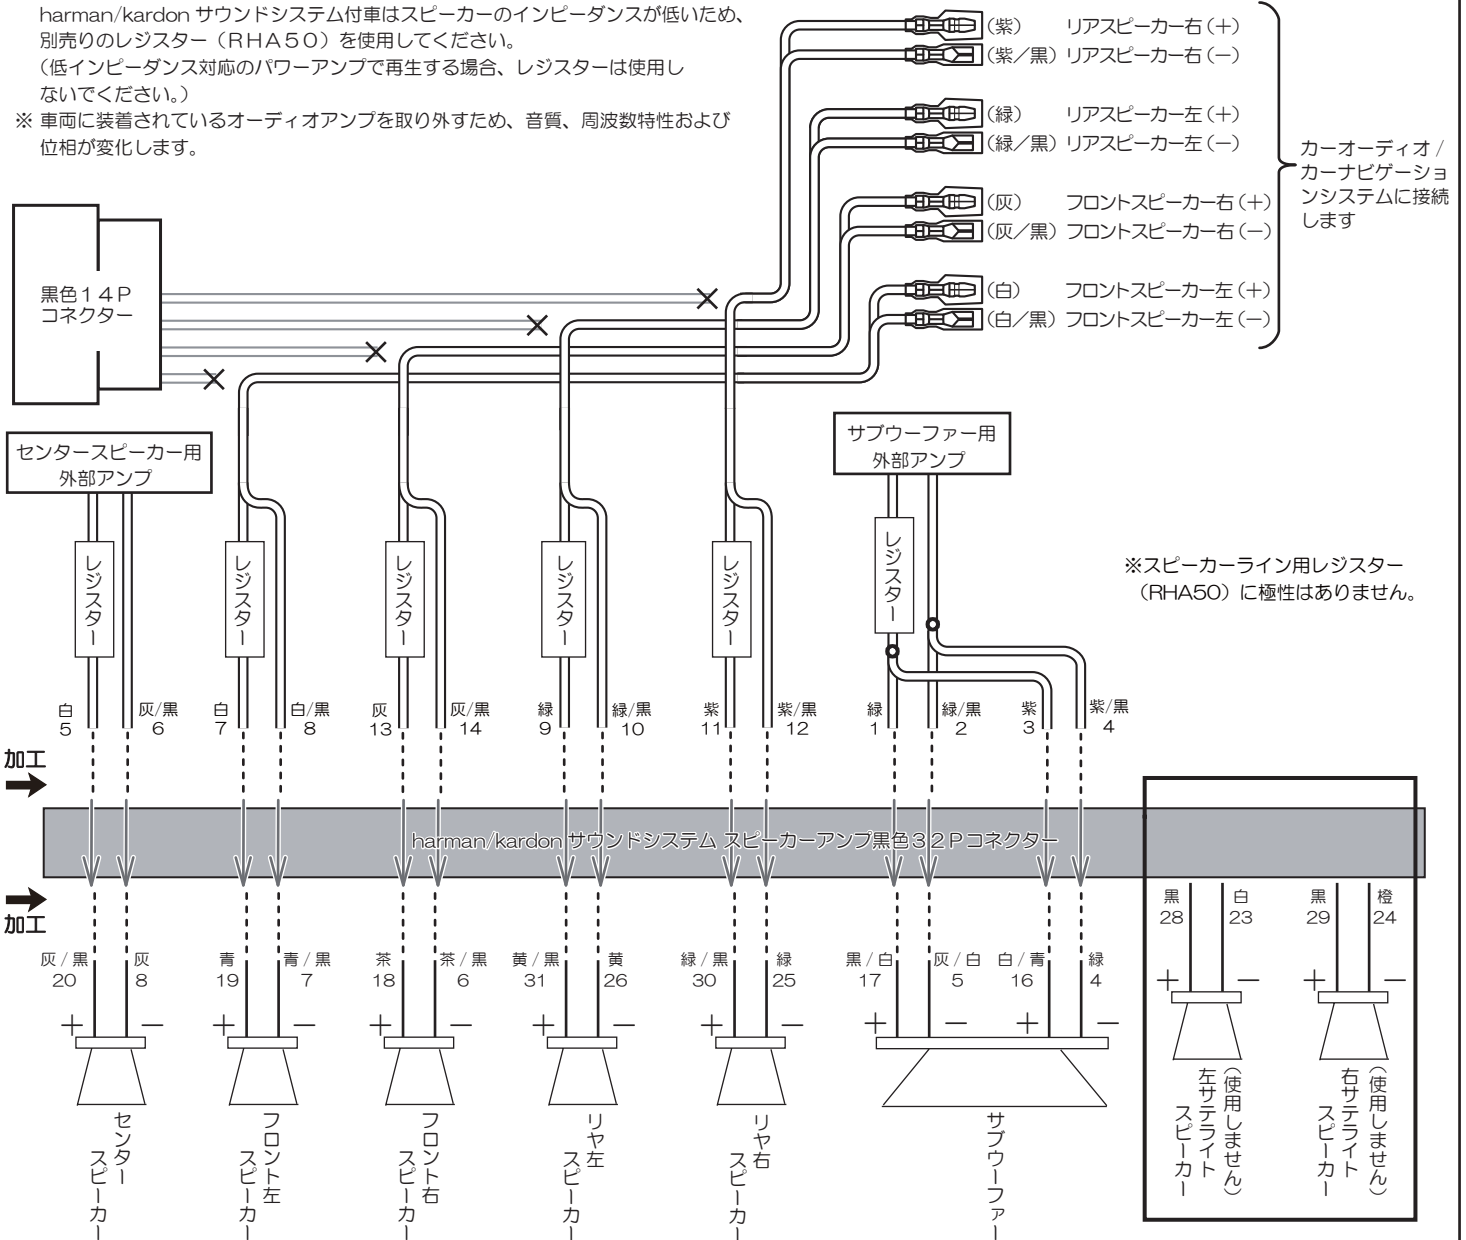 harman/kardon サウンドシステム付車はスピーカーのインピーダンスが低いため、
別売りのレジスター（ＲＨＡ５０）を使用してください。
（低インピーダンス対応のパワーアンプで再生する場合、レジスターは使用し
ないでください。）
※ 車両に装着されているオーディオアンプを取り外すため、音質、周波数特性および
位相が変化します。
（紫） リアスピーカー右（＋）
（紫／黒） リアスピーカー右（－）
（緑） リアスピーカー左（＋）
（緑／黒） リアスピーカー左（－）
（灰） フロントスピーカー右（＋）
（灰／黒） フロントスピーカー右（－）
（白） フロントスピーカー左（＋）
（白／黒） フロントスピーカー左（－）
カーオーディオ /
カーナビゲーショ
ンシステムに接続
します
黒色１４Ｐ
コネクター
センタースピーカー用
外部アンプ
サブウーファー用
外部アンプ
レジスター
レジスター
レジスター
レジスター
レジスター
レジスター
※スピーカーライン用レジスター
（RHA50）に極性はありません。
白 灰/黒 白 白/黒 灰 灰/黒 緑 緑/黒 紫 紫/黒 緑 緑/黒 紫 紫/黒
5 6 7 8 13 14 9 10 11 12 1 2 3 4
加工
harman/kardon サウンドシステム スピーカーアンプ黒色３２Ｐコネクター
加工
黒 白 黒 橙
28 23 29 24
灰 / 黒 灰 青 青 / 黒 茶 茶 / 黒 黄 / 黒 黄 緑 / 黒 緑 黒 / 白 灰 / 白 白 / 青 緑
20 8 19 7 18 6 31 26 30 25 17 5 16 4
＋ － ＋ －
＋ － ＋ － ＋ － ＋ － ＋ － ＋ － ＋ －
センター
スピーカー
フロント左
スピーカー
フロント右
スピーカー
リヤ左
スピーカー
リヤ右
スピーカー
サブウーファー
（使用しません）
左サテライト
スピーカー
（使用しません）
右サテライト
スピーカー